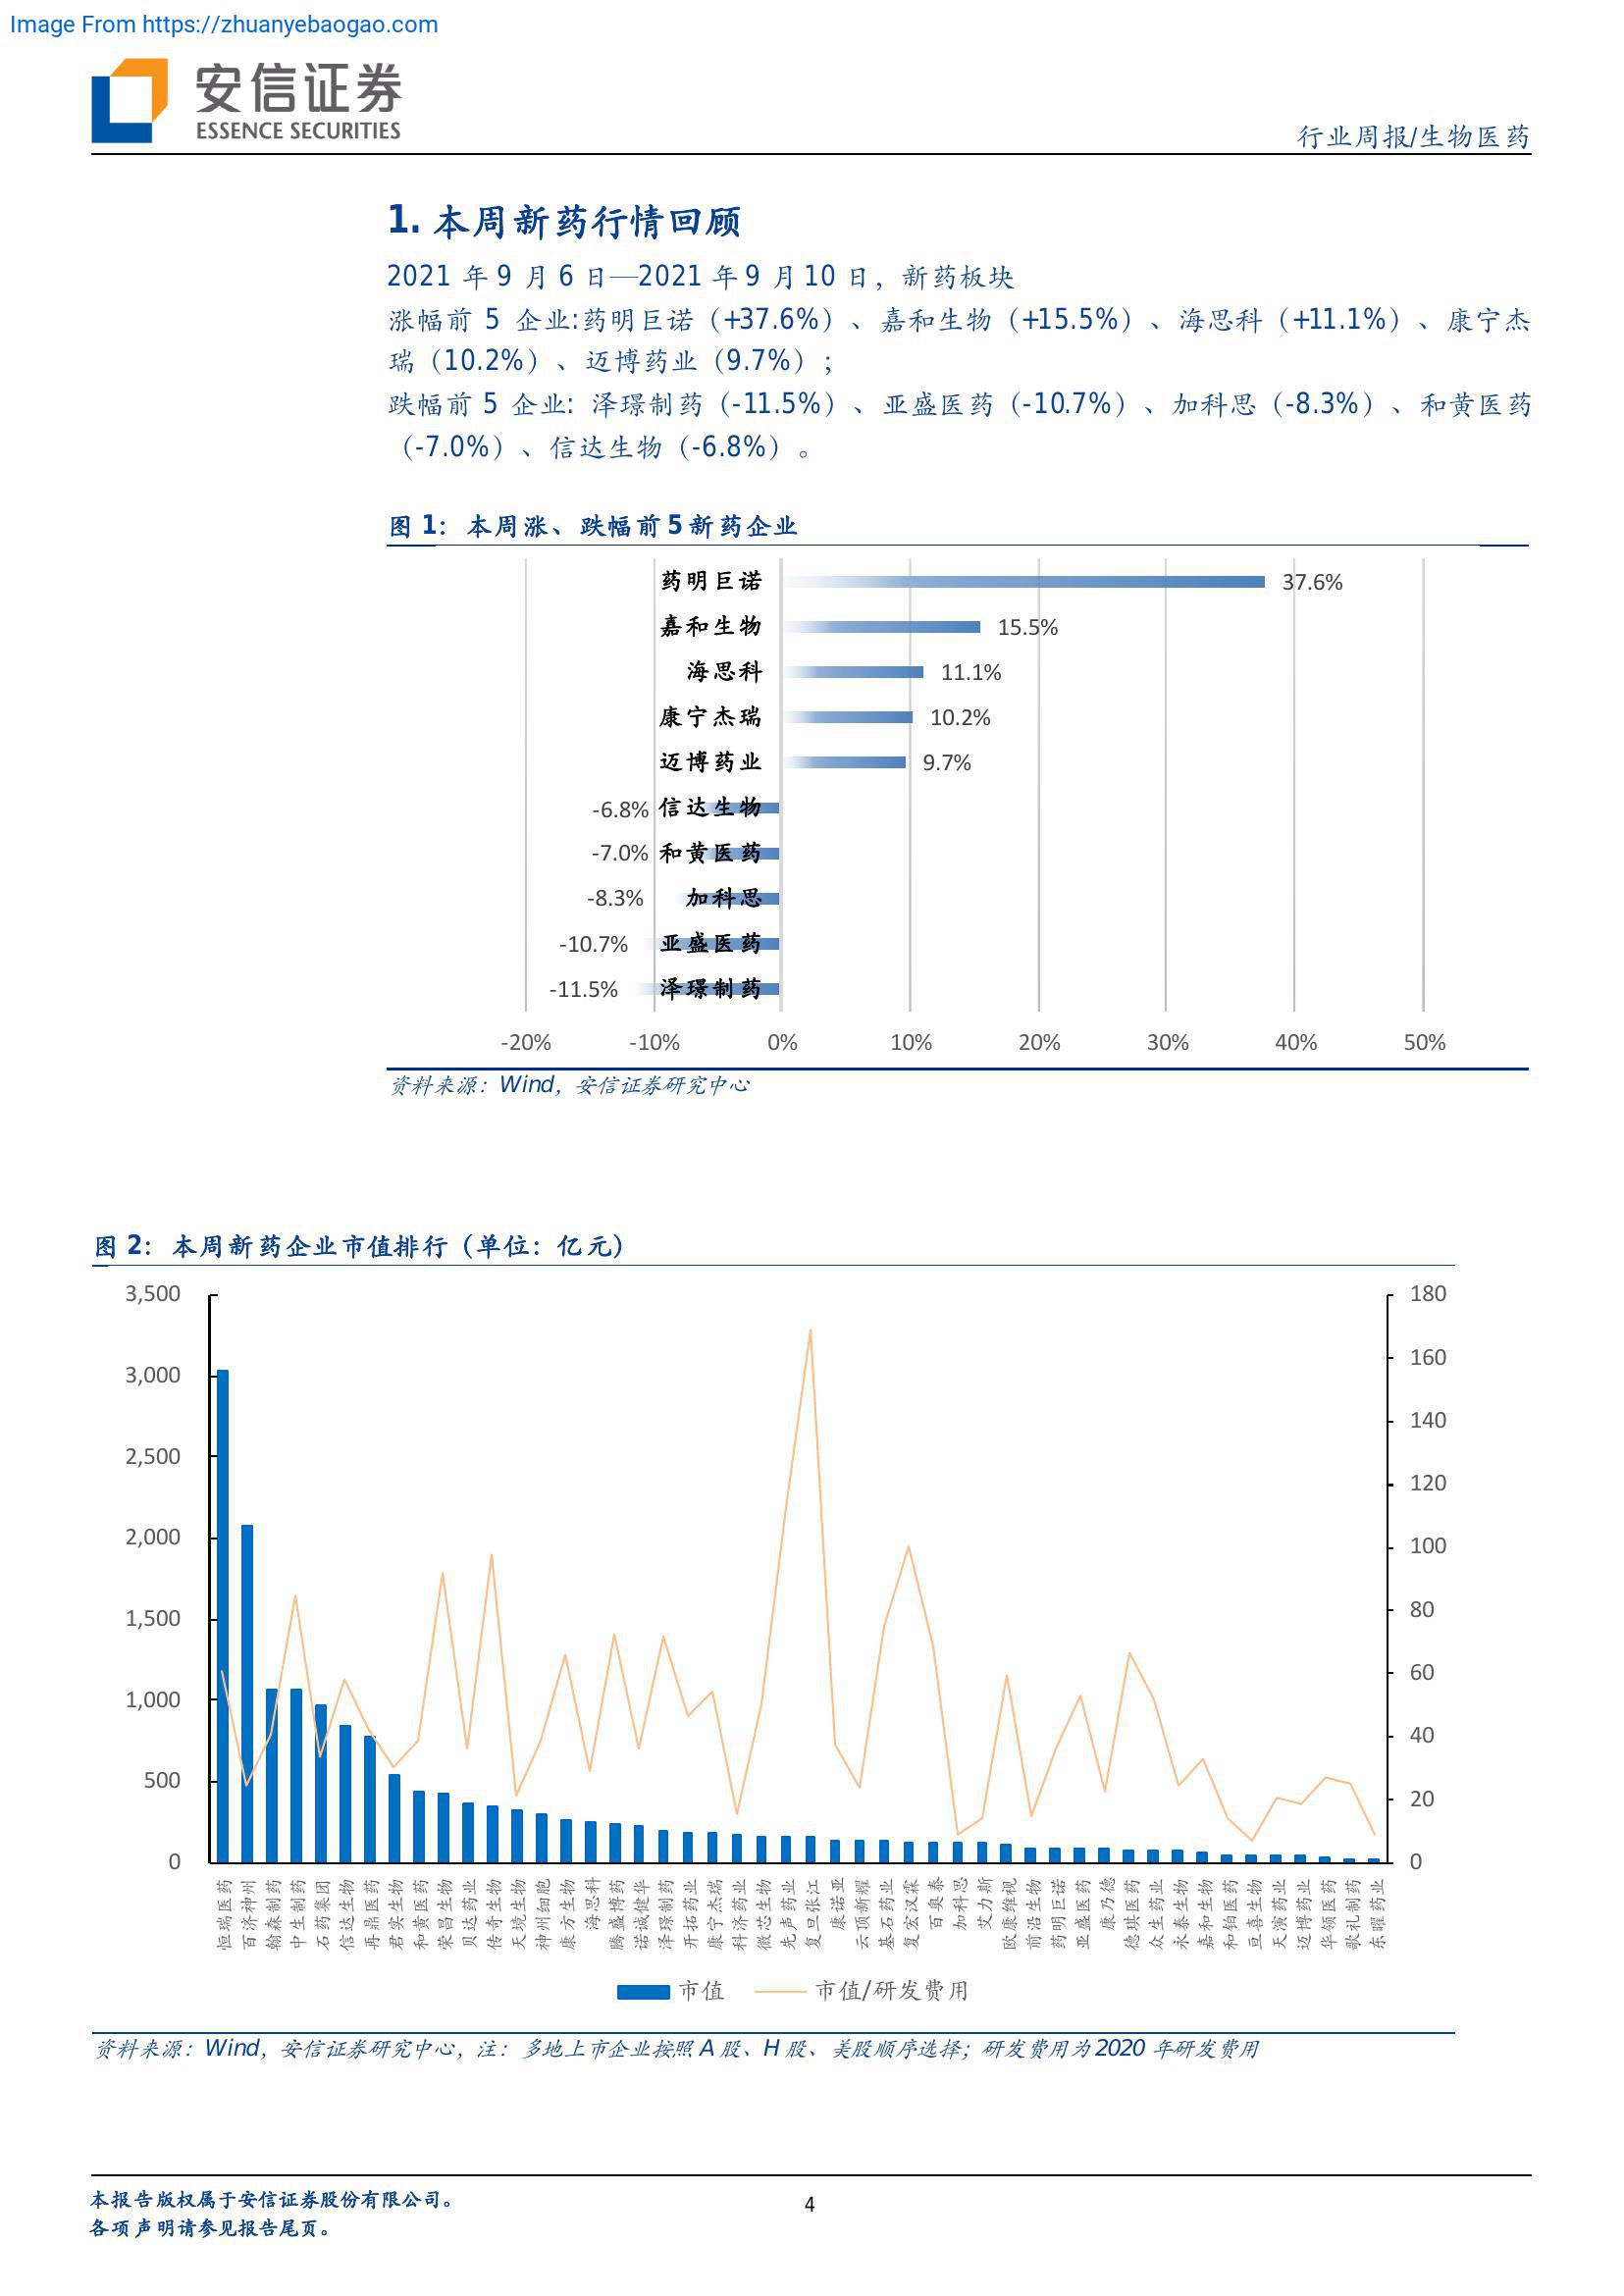 Image From https://zhuanyebaogao.com
安信证券
ESSENCE SECURITIES
行业周报/生物医药
1. 本周新药行情回顾
2021 年 9 月 6 日—2021 年 9 月 10 日，新药板块
涨幅前 5 企业:药明巨诺（+37.6%）、嘉和生物（+15.5%）、海思科（+11.1%）、康宁杰
瑞（10.2%）、迈博药业（9.7%）；
跌幅前 5 企业: 泽璟制药（-11.5%）、亚盛医药（-10.7%）、加科思（-8.3%）、和黄医药
（-7.0%）、信达生物（-6.8%）。
图 1：本周涨、跌幅前 5 新药企业
药明巨诺 37.6%
嘉和生物 15.5%
海思科 11.1%
康宁杰瑞 10.2%
迈博药业 9.7%
-6.8% 信达生物
-7.0% 和黄医药
-8.3% 加科思
-10.7% 亚盛医药
-11.5% 泽璟制药
-20% -10% 0% 10% 20% 30% 40% 50%
资料来源：Wind，安信证券研究中心
图 2：本周新药企业市值排行（单位：亿元）
3,500 180
3,000 160
2,500 140
2,000 120
1,500 100
1,000 80
500 60
0 40
20
0
恒瑞医药
百济神州
翰森制药
中生制药
石药集团
信达生物
再鼎医药
君实生物
和黄医药
荣昌生物
贝达药业
传奇生物
天境生物
神州细胞
康方生物
海思科
腾盛博药
诺诚健华
泽璟制药
开拓药业
康宁杰瑞
科济药业
微芯生物
先声药业
复旦张江
康诺亚
云顶新耀
基石药业
复宏汉霖
百奥泰
加科思
艾力斯
欧康维视
前沿生物
药明巨诺
亚盛医药
康乃德
德琪医药
众生药业
永泰生物
嘉和生物
和铂医药
亘喜生物
天演药业
迈博药业
华领医药
歌礼制药
东曜药业
市值 市值/研发费用
资料来源：Wind，安信证券研究中心，注：多地上市企业按照 A 股、H 股、美股顺序选择；研发费用为 2020 年研发费用
本报告版权属于安信证券股份有限公司。
各项声明请参见报告尾页。
4